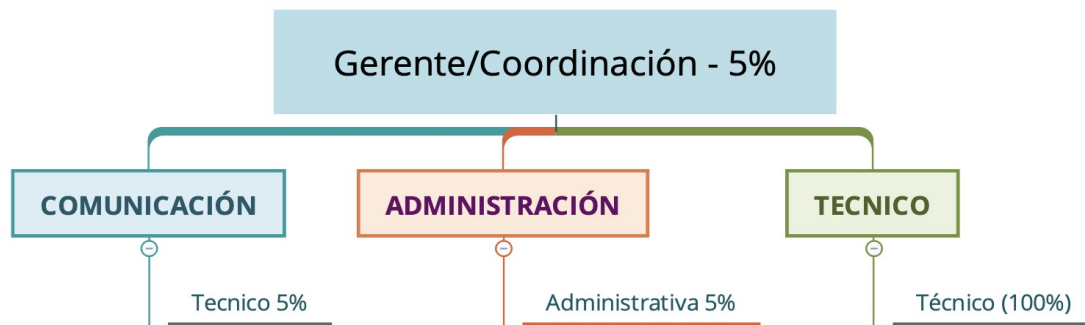 Gerente/Coordinación - 5%
COMUNICACIÓN
ADMINISTRACIÓN
TECNICO
Tecnico 5%
Administrativa 5%
Técnico (100%)